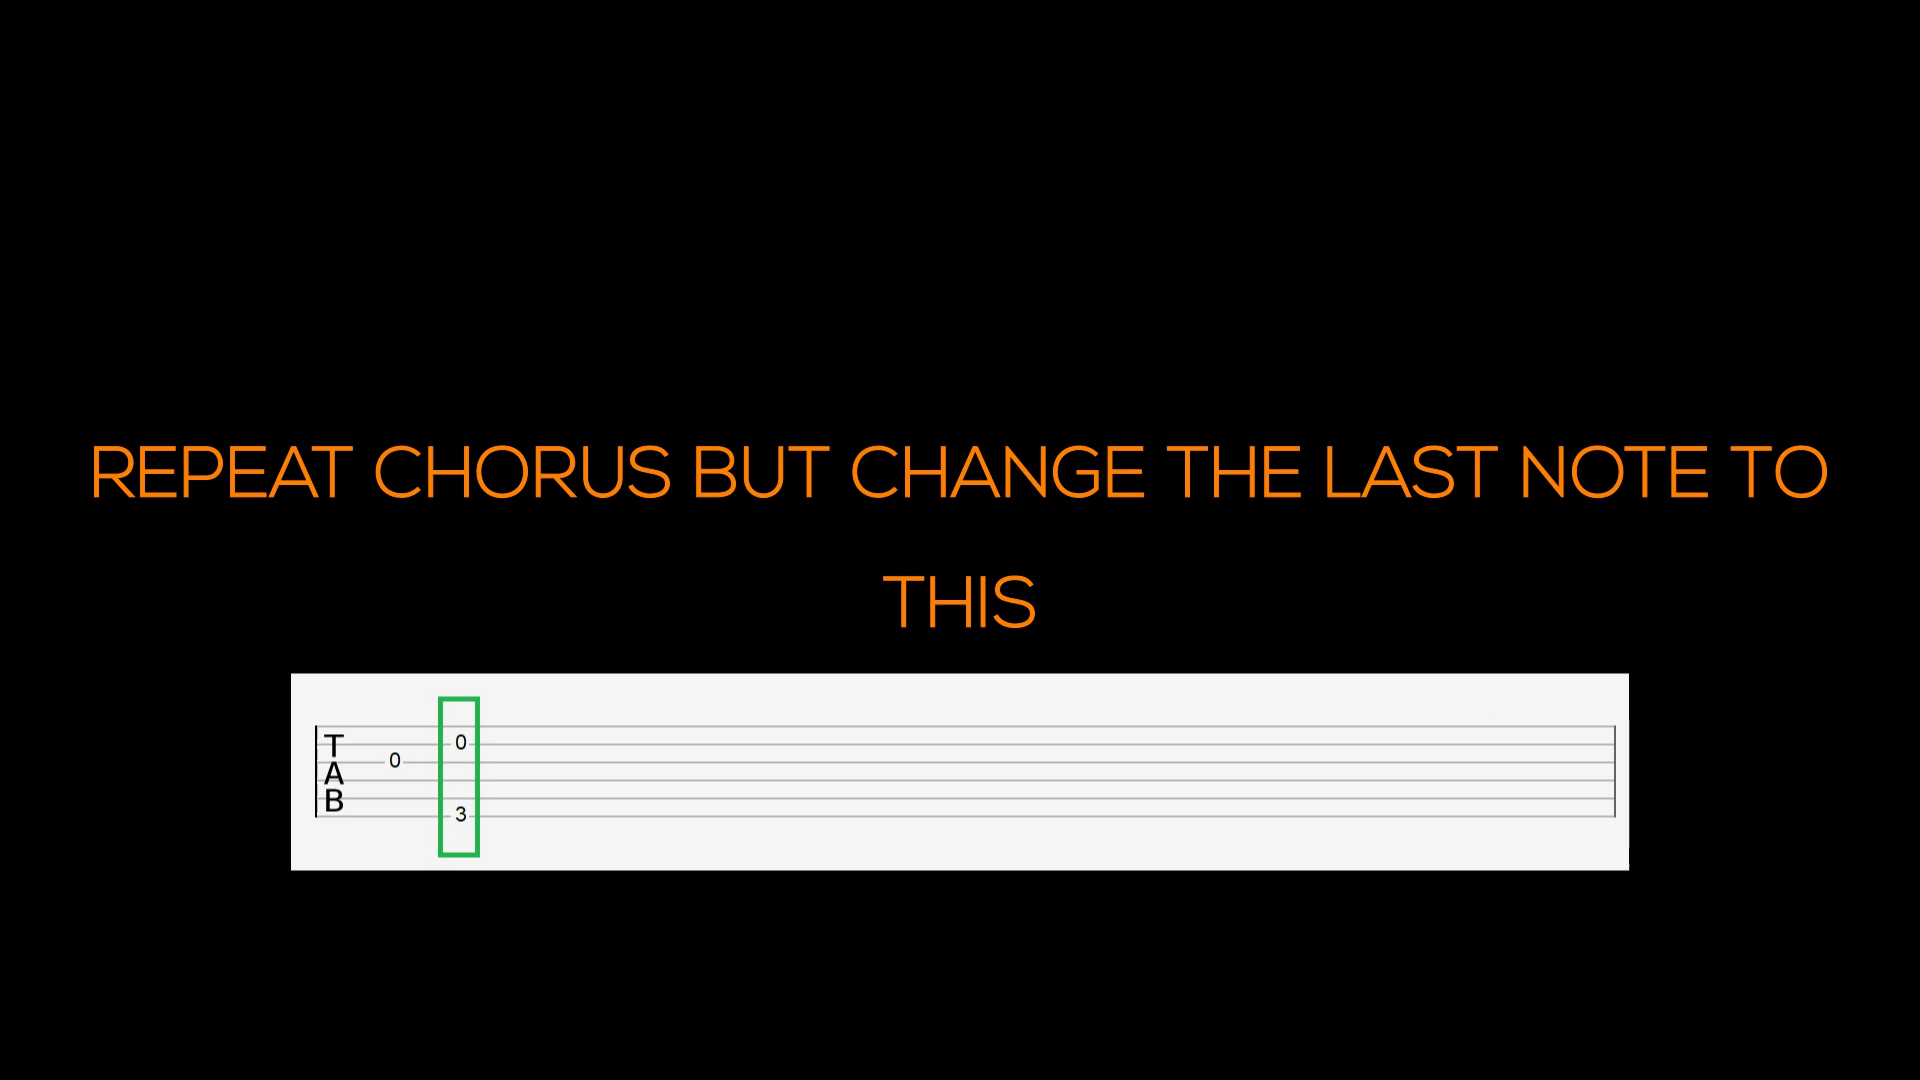 REPEAT CHORUS BUT CHANGE THE LAST NOTE TO
THIS
T
A
B
0
0
3